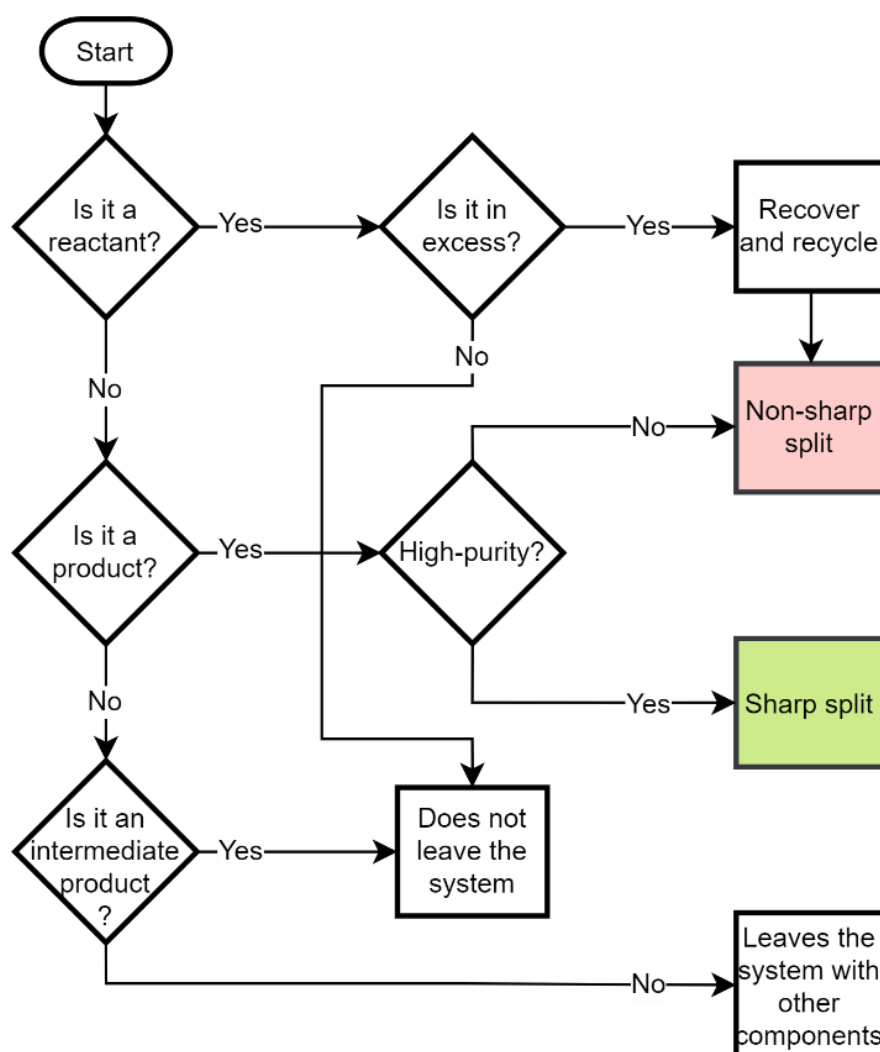 Start
Is it a
reactant?
Yes
Is it in
excess?
Yes
Recover
and recycle
No
No
Non-sharp
split
No
Is it a
product?
Yes
High-purity?
No
Yes
Sharp split
Is it an
intermediate
product
?
Yes
Does not
leave the
system
No
Leaves the
system with
other
components